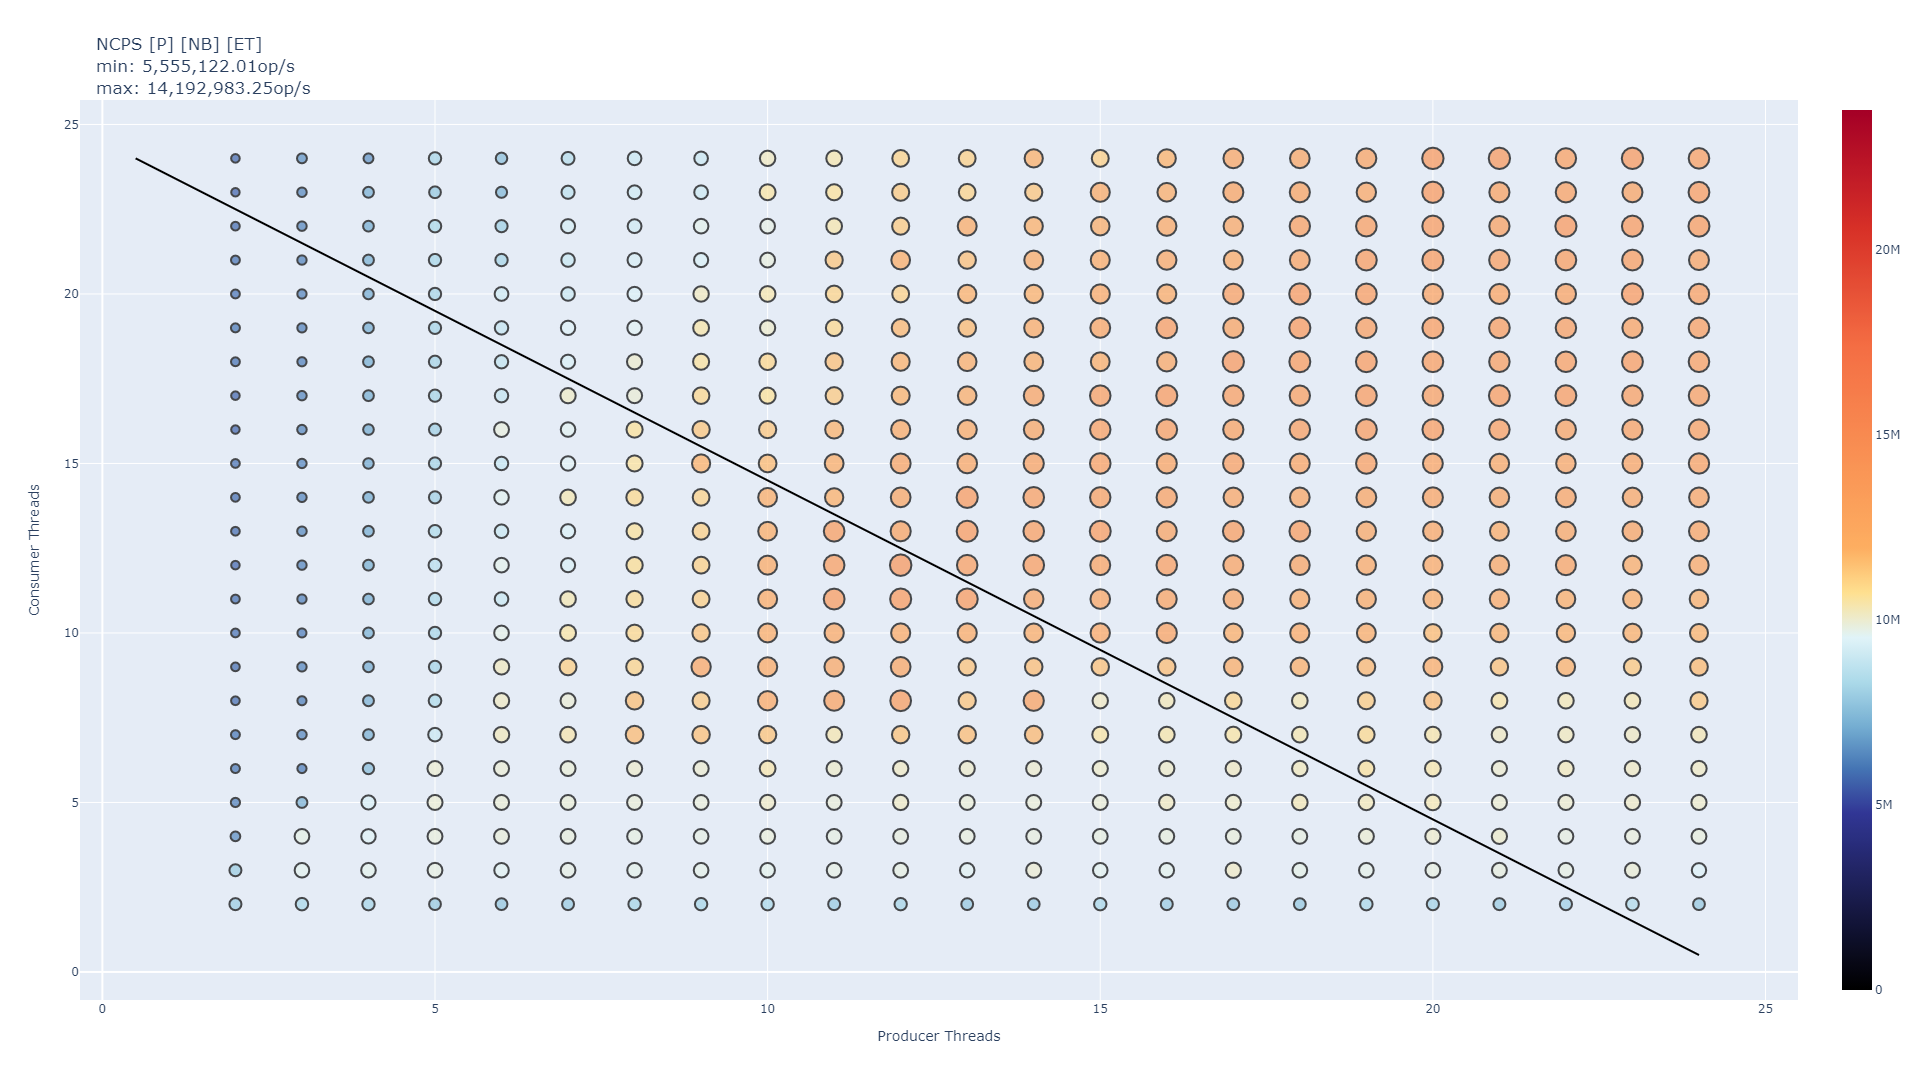 NCPS [P] [NB] [ET]
min: 5,555,122.01op/s
max: 14,192,983.25op/s
25
20
15
10
5
0
Consumer Threads
0
5
10
15
20
25
Producer Threads
20M
15M
10M
5M
0